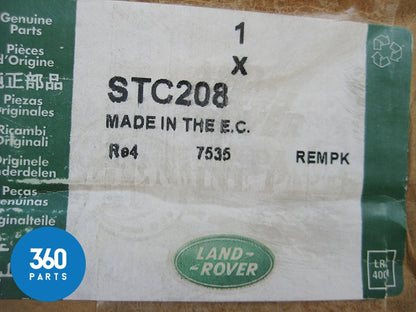 Genuine
Parts
Pièces
d'Origine
純正部品
Piezas
Originales
Ricambi
Originali
Originele
Onderdelen
Peças
Genuínas
Originalteile
1
X
STC208
MADE IN THE E.C.
Re4 7535 REMPK
LAND-
ROVER
LR
400
360
PARTS